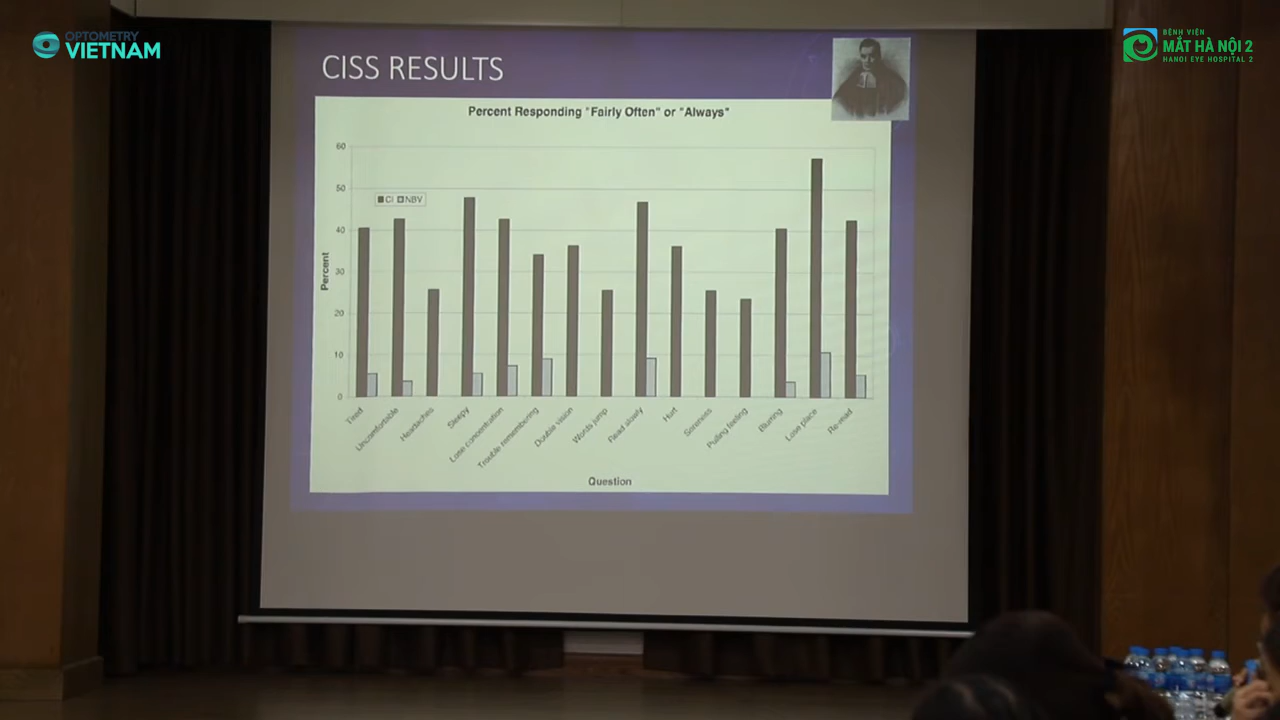 OPTOMETRY
VIETNAM
BỆNH VIỆN
MẮT HÀ NỘI 2
HANOI EYE HOSPITAL 2
CISS RESULTS
Percent Responding "Fairly Often" or "Always"
60
50
40
30
20
10
0
Percent
CI NBV
Tired
Uncomfortable
Headaches
Sleepy
Lose concentration
Trouble remembering
Double vision
Words jump
Read slowly
Hurt
Soreness
Pulling feeling
Blurring
Lose place
Re-read
Question